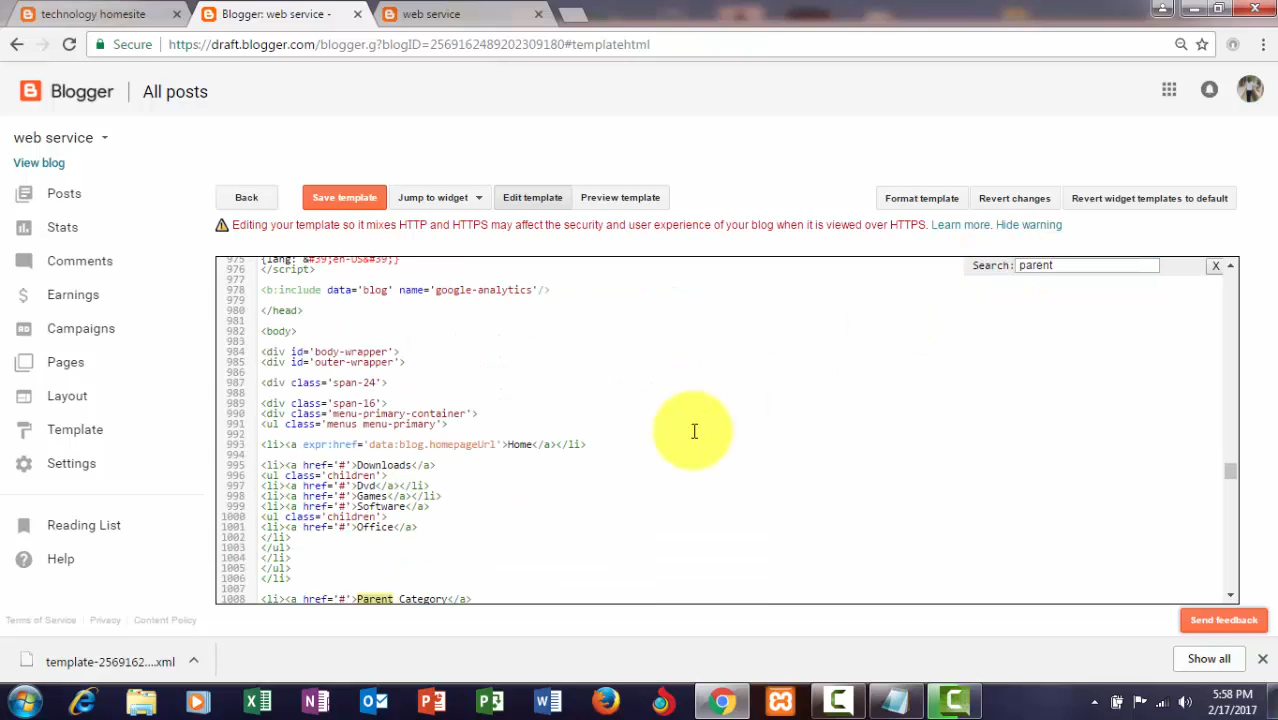 technology homesite
Blogger: web service -
web service
Secure
https://draft.blogger.com/blogger.g?blogID=2569162489202309180#templatehtml
Blogger
All posts
web service
View blog
Posts
Stats
Comments
Earnings
Campaigns
Pages
Layout
Template
Settings
Reading List
Help
Terms of Service Privacy Content Policy
Back
Save template
Jump to widget
Edit template
Preview template
Format template
Revert changes
Revert widget templates to default
Editing your template so it mixes HTTP and HTTPS may affect the security and user experience of your blog when it is viewed over HTTPS. Learn more. Hide warning
Search: parent X
975 {lang: &#39;en-US&#39;}
976 </script>
977
978 <b:include data='blog' name='google-analytics'/>
979
980 </head>
981
982 <body>
983
984 <div id='body-wrapper'>
985 <div id='outer-wrapper'>
986
987 <div class='span-24'>
988
989 <div class='span-16'>
990 <div class='menu-primary-container'>
991 <ul class='menus menu-primary'>
992
993 <li><a expr:href='data:blog.homepageUrl'>Home</a></li>
994
995 <li><a href='#'>Downloads</a>
996 <ul class='children'>
997 <li><a href='#'>Dvd</a></li>
998 <li><a href='#'>Games</a></li>
999 <li><a href='#'>Software</a>
1000 <ul class='children'>
1001 <li><a href='#'>Office</a>
1002 </li>
1003 </ul>
1004 </li>
1005 </ul>
1006 </li>
1007
1008 <li><a href='#'>Parent Category</a>
Send feedback
template-2569162....xml
Show all
5:58 PM
2/17/2017